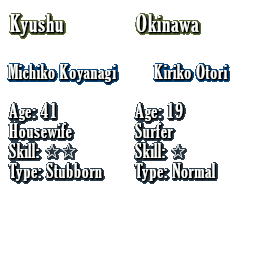 Kyushu
Michiko Koyanagi
Age: 41
Housewife
Skill: ☆☆
Type: Stubborn
Okinawa
Kiriko Otori
Age: 19
Surfer
Skill: ☆
Type: Normal